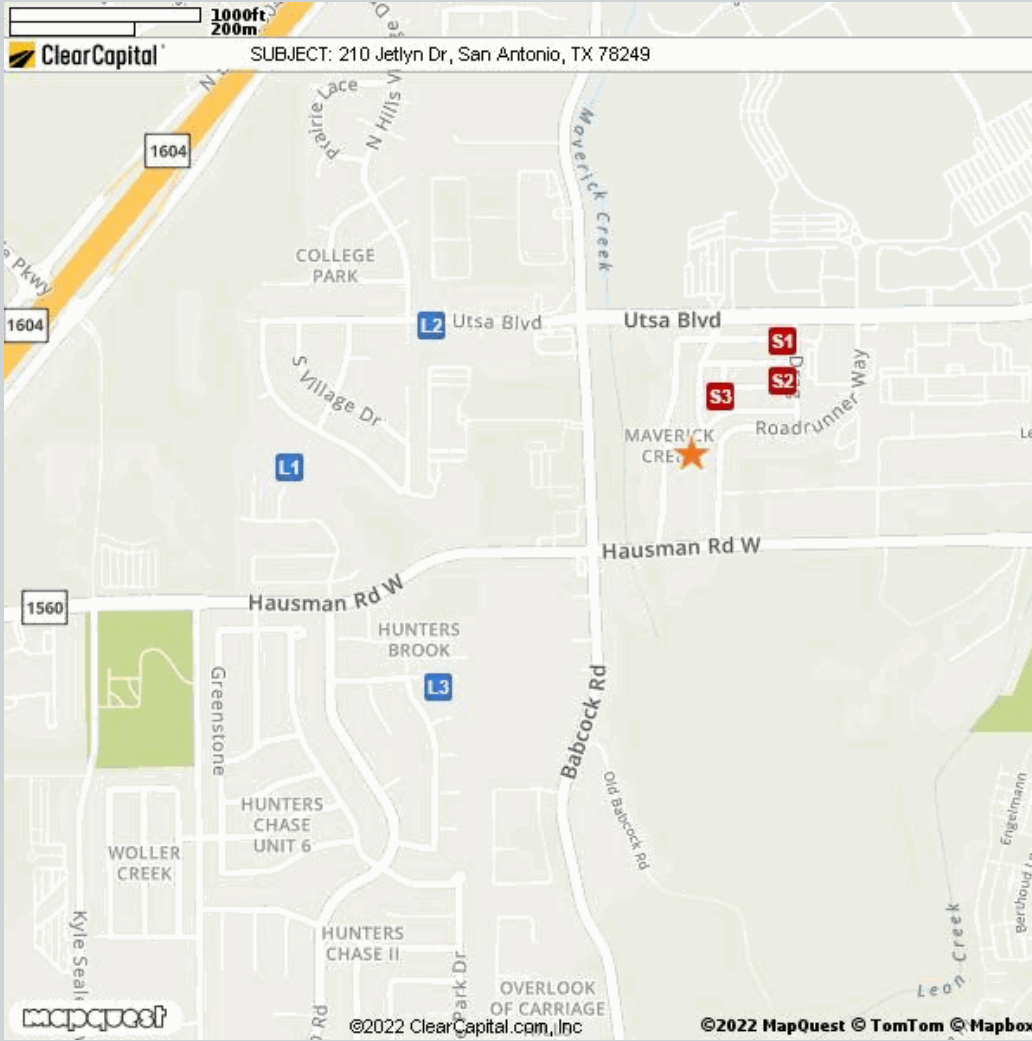 1000ft
200m
ClearCapital
SUBJECT: 210 Jetlyn Dr, San Antonio, TX 78249
Prairie Lace
N Hills
1604
Maverick Creek
COLLEGE
PARK
Pkwy
1604
L2
Utsa Blvd
Utsa Blvd
S1
S2
S3
S Village Dr
Roadrunner Way
MAVERICK
L1
Hausman Rd W
1560
Hausman Rd W
HUNTERS
BROOK
L3
Greenstone
Babcock Rd
Old Babcock Rd
HUNTERS
CHASE
UNIT 6
WOLLER
CREEK
Engelmann
Kyle
HUNTERS
CHASE II
Park Dr
Rd
OVERLOOK
OF CARRIAGE
Leon Creek
mapquest
©2022 ClearCapital.com, Inc
©2022 MapQuest © TomTom © Mapbox